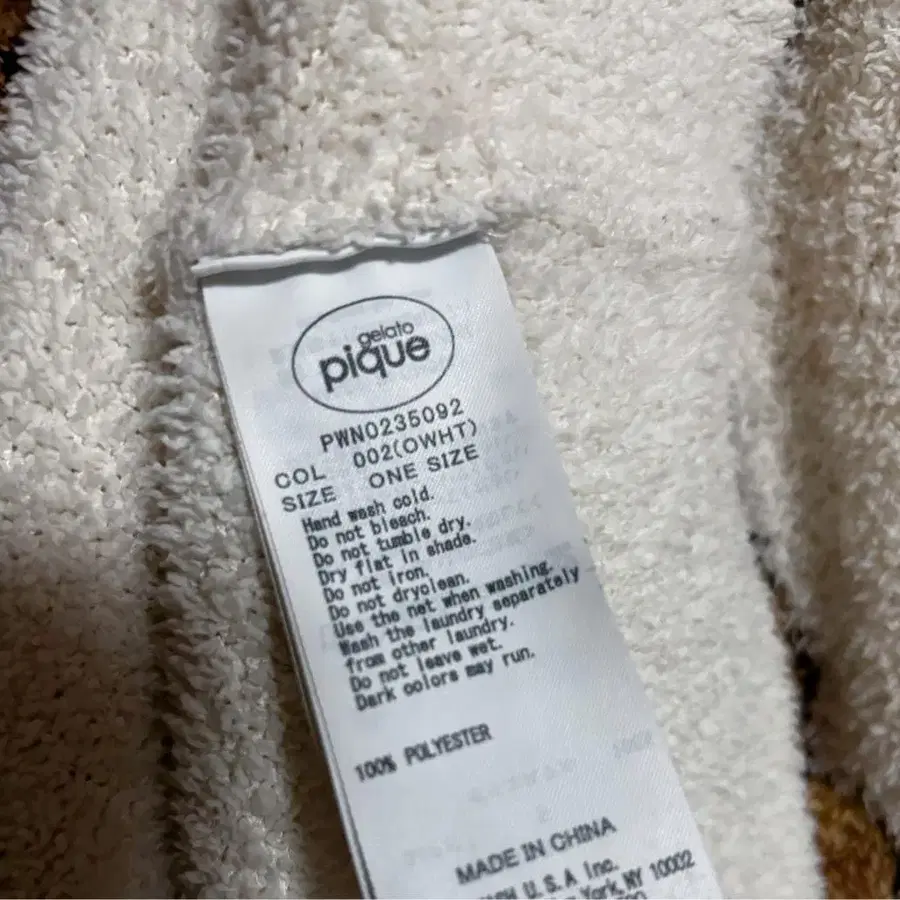 gelato
pique
PWNO235092
COL 002(OWHT)
SIZE ONE SIZE
Hand wash cold.
Do not bleach.
Do not tumble dry.
Dry flat in shade.
Do not iron.
Do not dryclean.
Use the net when washing.
Wash the laundry separately
from other laundry.
Do not leave wet.
Dark colors may run.
100% POLYESTER
MADE IN CHINA
U.S.A Inc.
York, NY 10002